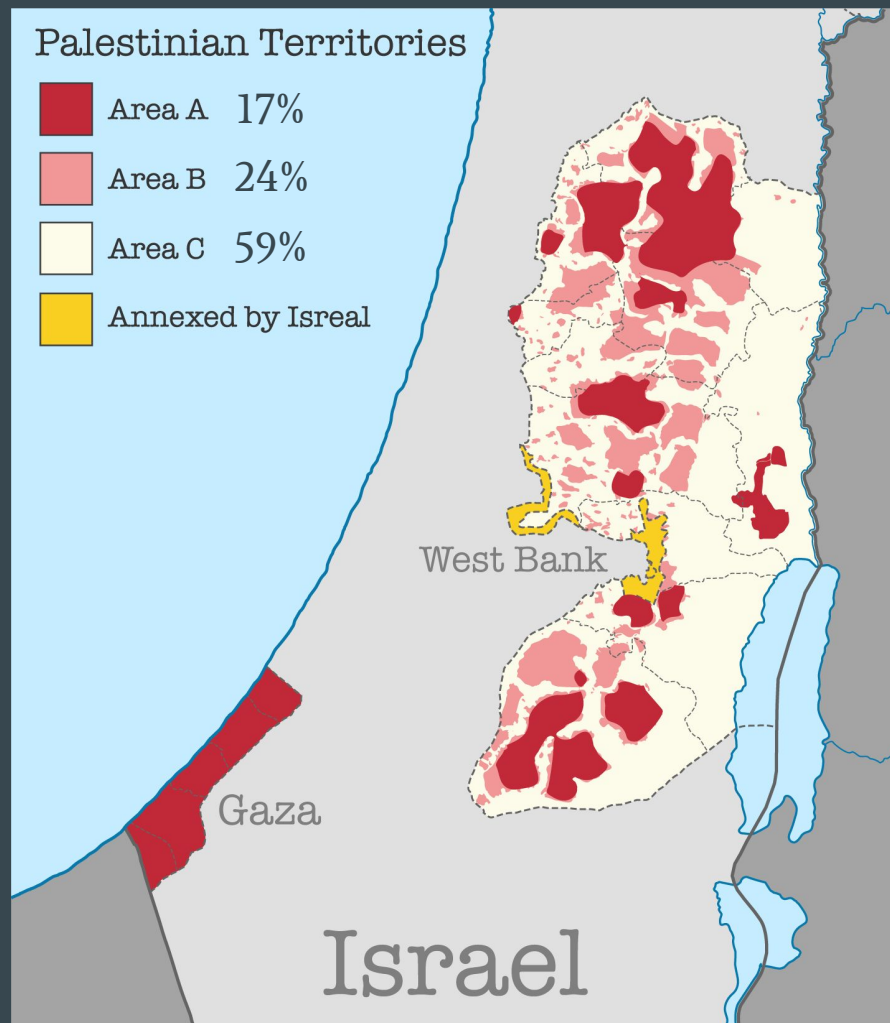 Palestinian Territories
Area A 17%
Area B 24%
Area C 59%
Annexed by Isreal
West Bank
Gaza
Israel